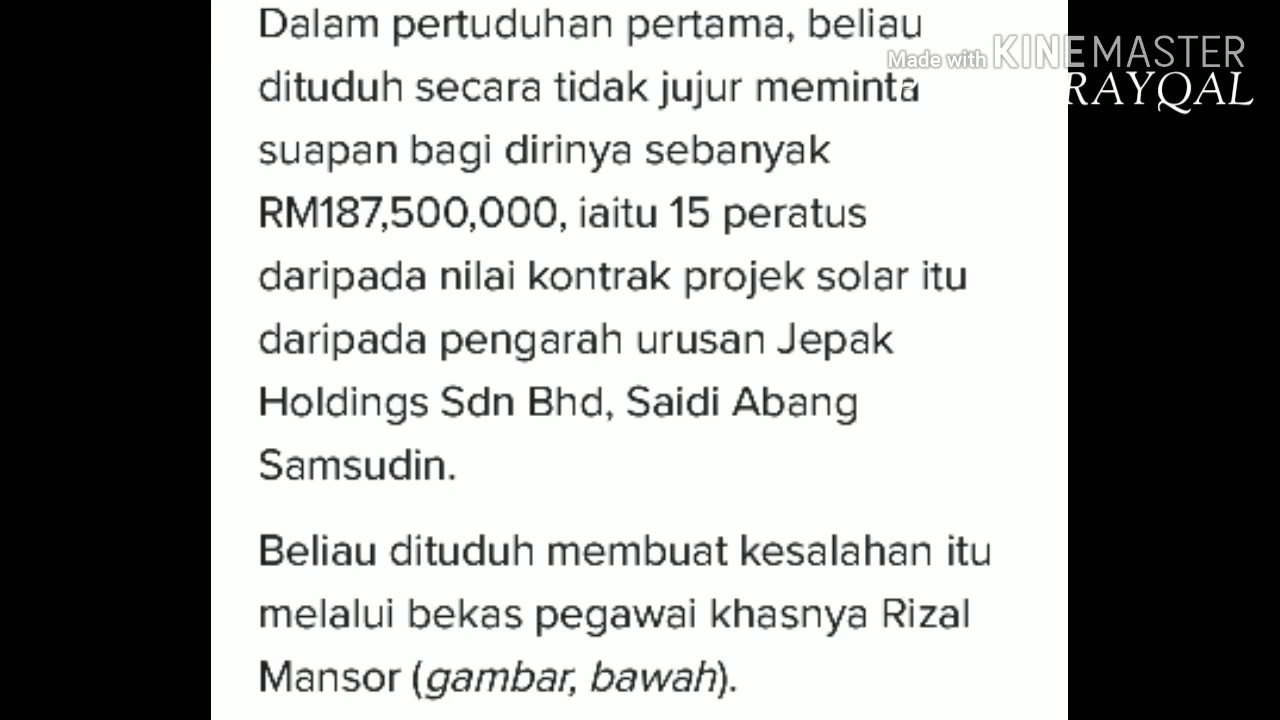 Dalam pertuduhan pertama, beliau
Made with KINEMASTER
dituduh secara tidak jujur meminta
RAYQAL
suapan bagi dirinya sebanyak
RM187,500,000, iaitu 15 peratus
daripada nilai kontrak projek solar itu
daripada pengarah urusan Jepak
Holdings Sdn Bhd, Saidi Abang
Samsudin.
Beliau dituduh membuat kesalahan itu
melalui bekas pegawai khasnya Rizal
Mansor (gambar, bawah).